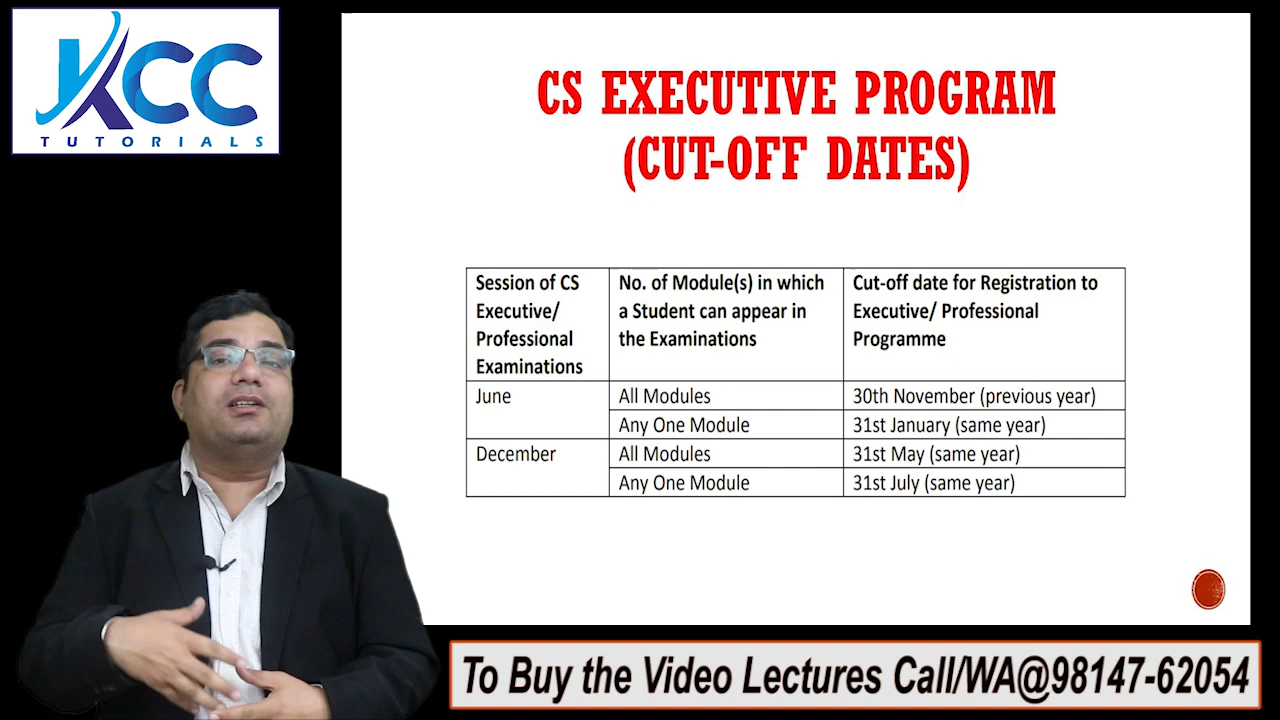 KCC
TUTORIALS
CS EXECUTIVE PROGRAM
(CUT-OFF DATES)
Session of CS
Executive/
Professional
Examinations
No. of Module(s) in which
a Student can appear in
the Examinations
Cut-off date for Registration to
Executive/ Professional
Programme
June
All Modules
30th November (previous year)
Any One Module
31st January (same year)
December
All Modules
31st May (same year)
Any One Module
31st July (same year)
To Buy the Video Lectures Call/WA@98147-62054